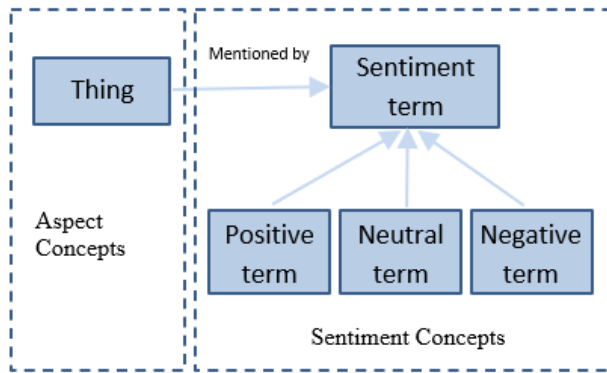 Mentioned by
Thing
Sentiment
term
Aspect
Concepts
Positive
term
Neutral
term
Negative
term
Sentiment Concepts